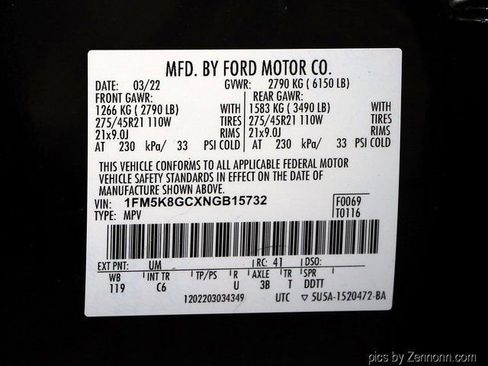 MFD. BY FORD MOTOR CO.
DATE: 03/22 GVWR: 2790 KG ( 6150 LB)
FRONT GAWR: REAR GAWR:
1266 KG ( 2790 LB) WITH 1583 KG ( 3490 LB) WITH
275/45R21 110W TIRES 275/45R21 110W TIRES
21x9.0J RIMS 21x9.0J RIMS
AT 230 kPa/ 33 PSI COLD AT 230 kPa/ 33 PSI COLD
THIS VEHICLE CONFORMS TO ALL APPLICABLE FEDERAL MOTOR
VEHICLE SAFETY STANDARDS IN EFFECT ON THE DATE OF
MANUFACTURE SHOWN ABOVE.
VIN: 1FM5K8GCXNGB15732 F0069
TYPE: MPV T0116
EXT PNT: UM RC: 41 DSO:
WB INT TR TP/PS R AXLE TR SPR
119 C6 U 3B T DDTT
1202203034349 UTC 5U5A-1520472-BA
pics by Zennonn.com